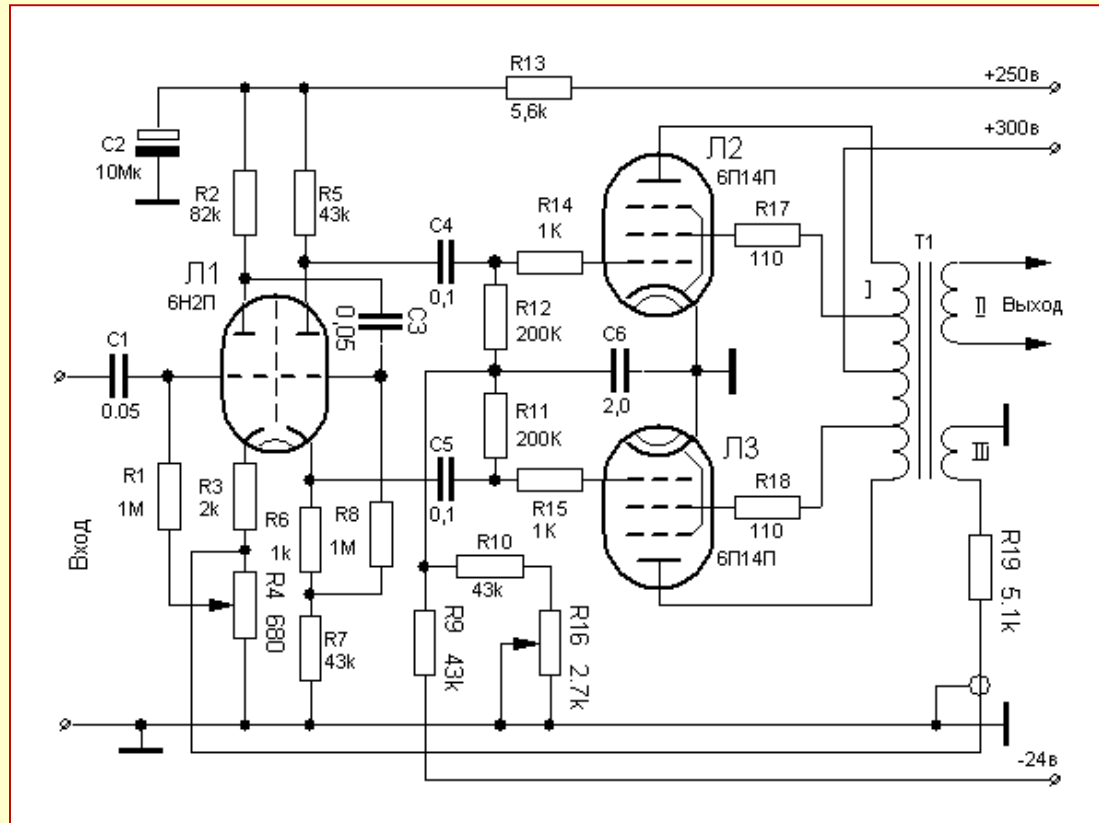 R13
5,6k
+250в
+300в
C2
10Мк
R2
82k
R5
43k
Л2
6П14П
R14
1K
R17
110
T1
C4
0,1
Л1
6Н2П
C3
0,05
I
II
Выход
R12
200K
C6
2,0
C1
0.05
R11
200K
C5
0,1
Л3
R18
110
III
R1
1M
R3
2k
R6
1k
R8
1M
R15
1K
6П14П
Вход
R10
43k
R19 5.1k
R4 680
R7
43k
R9 43k
R16 2.7k
-24в